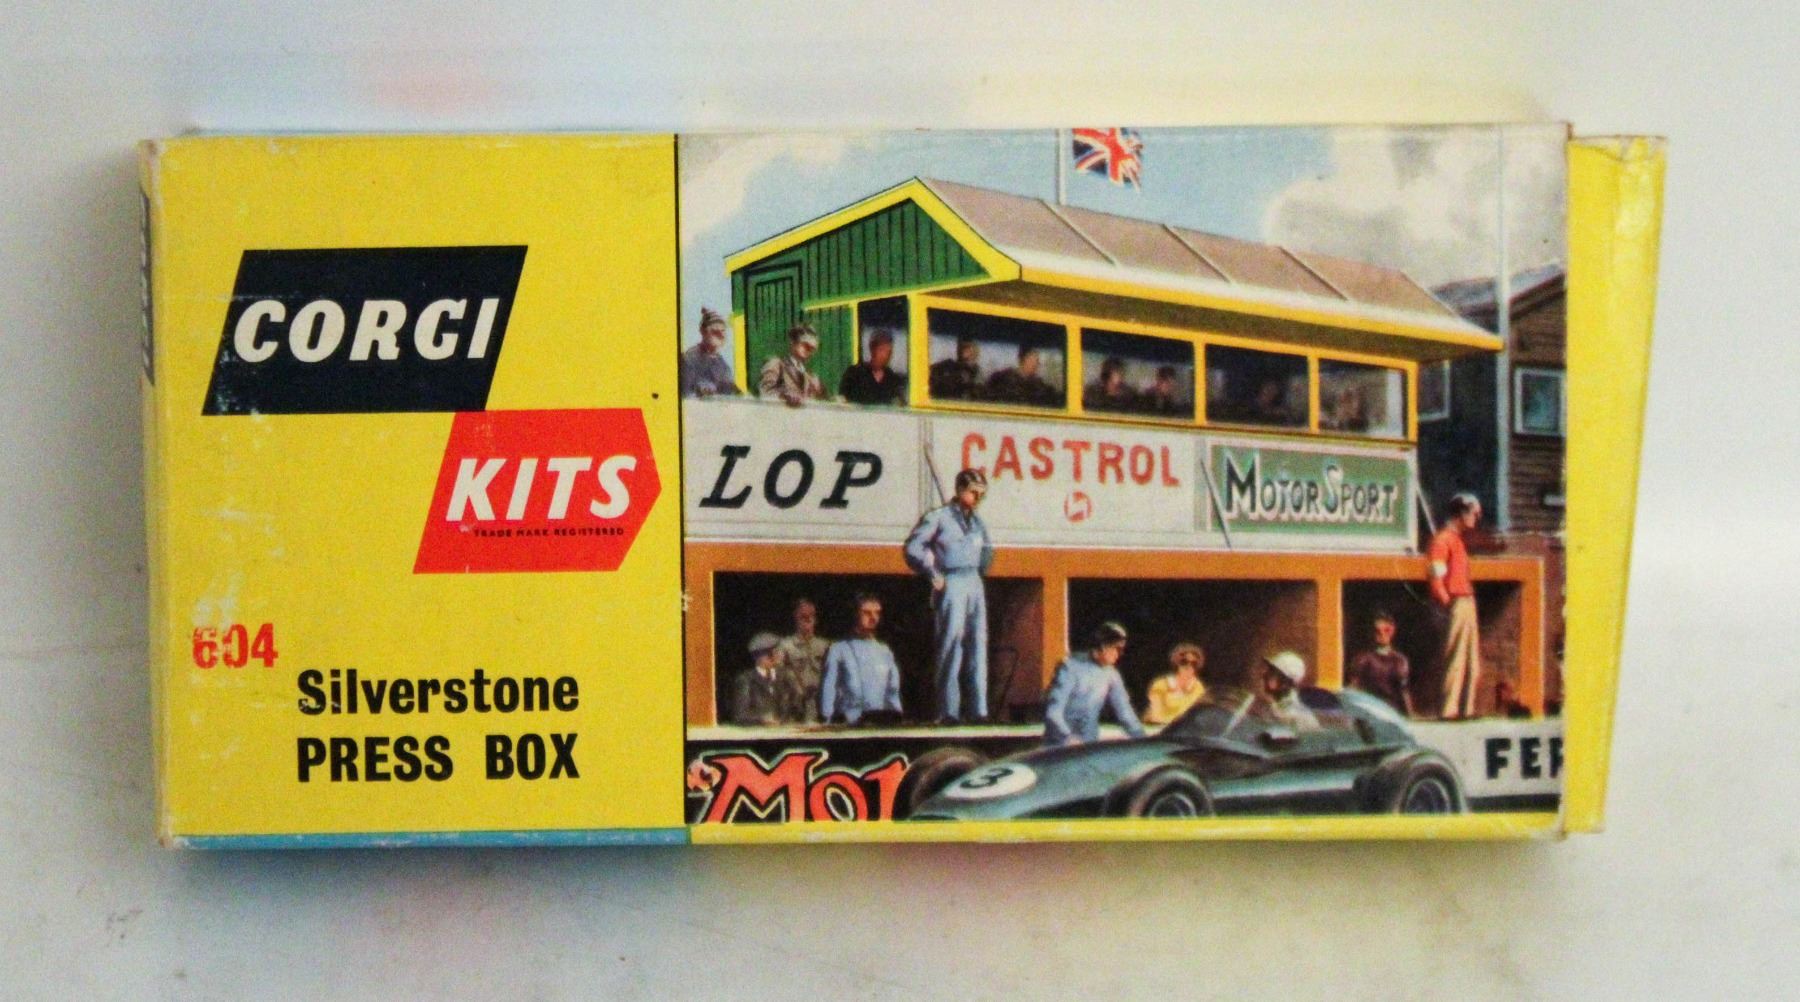 CORGI
KITS
TRADE MARK REGISTERED
604
Silverstone
PRESS BOX
LOP
CASTROL
MOTOR SPORT
3
MOT
FER